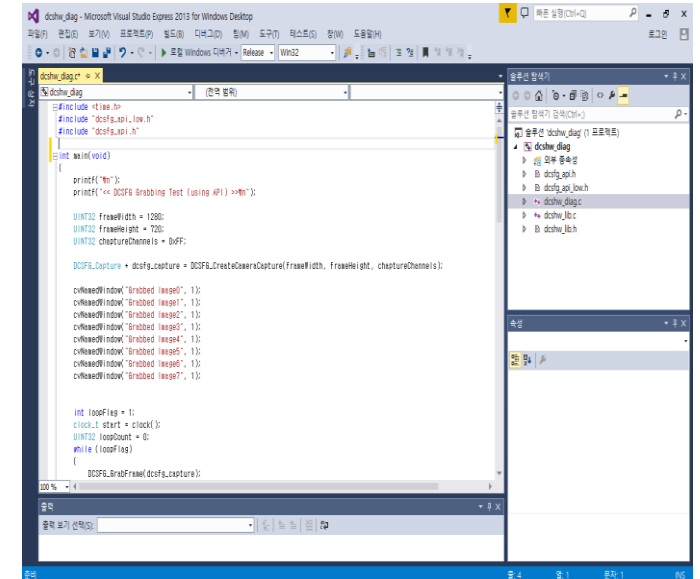 dcshw_diag - Microsoft Visual Studio Express 2013 for Windows Desktop
빠른 실행(Ctrl+Q)
파일(F) 편집(E) 보기(V) 프로젝트(P) 빌드(B) 디버그(D) 팀(M) 도구(T) 테스트(S) 창(W) 도움말(H)
로그인
로컬 Windows 디버거 Release Win32
도구 상자
dcshw_diag.c*
dcshw_diag (전역 범위)
#include <time.h>
#include "dcsfg_api_low.h"
#include "dcsfg_api.h"
int main(void)
{
printf("₩n");
printf("<< DCSFG Grabbing Test (using API) >>₩n");
UINT32 frameWidth = 1280;
UINT32 frameHeight = 720;
UINT32 chaptureChannels = 0xFF;
DCSFG_Capture * dcsfg_capture = DCSFG_CreateCameraCapture(frameWidth, frameHeight, chaptureChannels);
cvNamedWindow("Grabbed Image0", 1);
cvNamedWindow("Grabbed Image1", 1);
cvNamedWindow("Grabbed Image2", 1);
cvNamedWindow("Grabbed Image3", 1);
cvNamedWindow("Grabbed Image4", 1);
cvNamedWindow("Grabbed Image5", 1);
cvNamedWindow("Grabbed Image6", 1);
cvNamedWindow("Grabbed Image7", 1);
int loopFlag = 1;
clock_t start = clock();
UINT32 loopCount = 0;
while (loopFlag)
{
DCSFG_GrabFrame(dcsfg_capture);
100 %
솔루션 탐색기
솔루션 탐색기 검색(Ctrl+;)
솔루션 'dcshw_diag' (1 프로젝트)
dcshw_diag
외부 종속성
dcsfg_api.h
dcsfg_api_low.h
dcshw_diag.c
dcshw_lib.c
dcshw_lib.h
속성
출력
출력 보기 선택(S):
준비
줄: 4 열: 1 문자: 1 INS